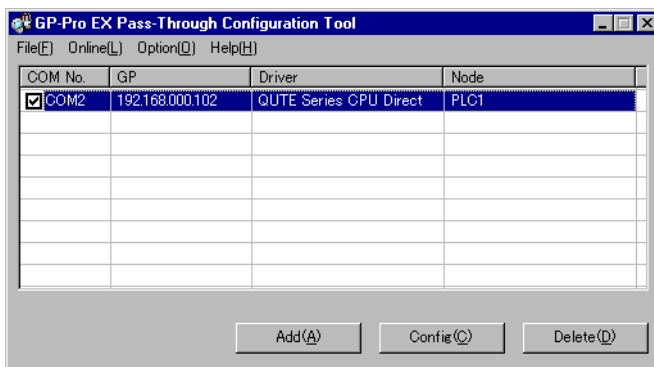 GP-Pro EX Pass-Through Configuration Tool
File(F) Online(L) Option(O) Help(H)
COM No. GP Driver Node
COM2 192.168.000.102 QUTE Series CPU Direct PLC1
Add(A) Config(C) Delete(D)